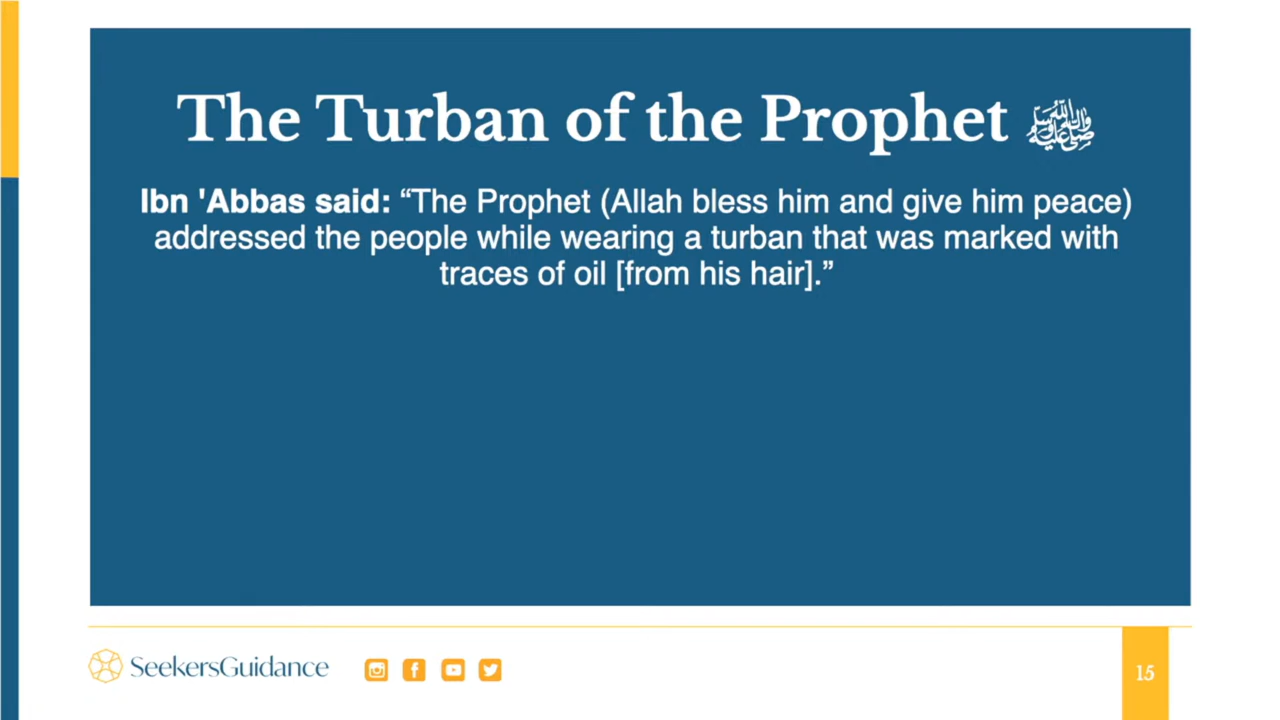 The Turban of the Prophet ﷺ
Ibn 'Abbas said: “The Prophet (Allah bless him and give him peace)
addressed the people while wearing a turban that was marked with
traces of oil [from his hair].”
SeekersGuidance
15